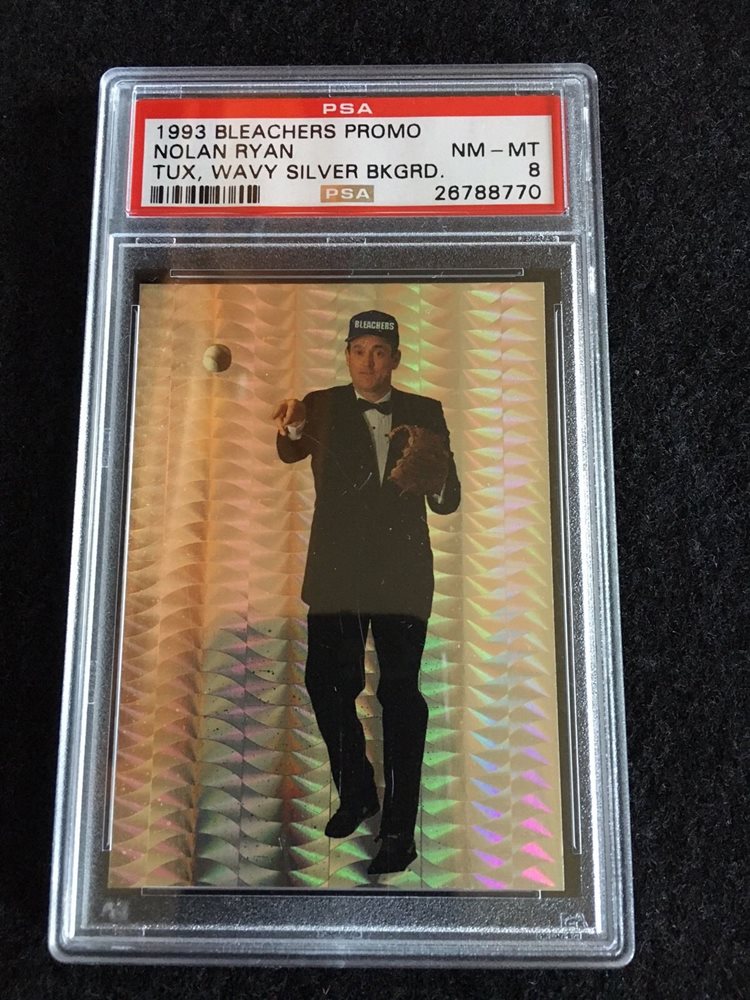 PSA
1993 BLEACHERS PROMO
NOLAN RYAN NM - MT
TUX, WAVY SILVER BKGRD. 8
PSA 26788770
BLEACHERS